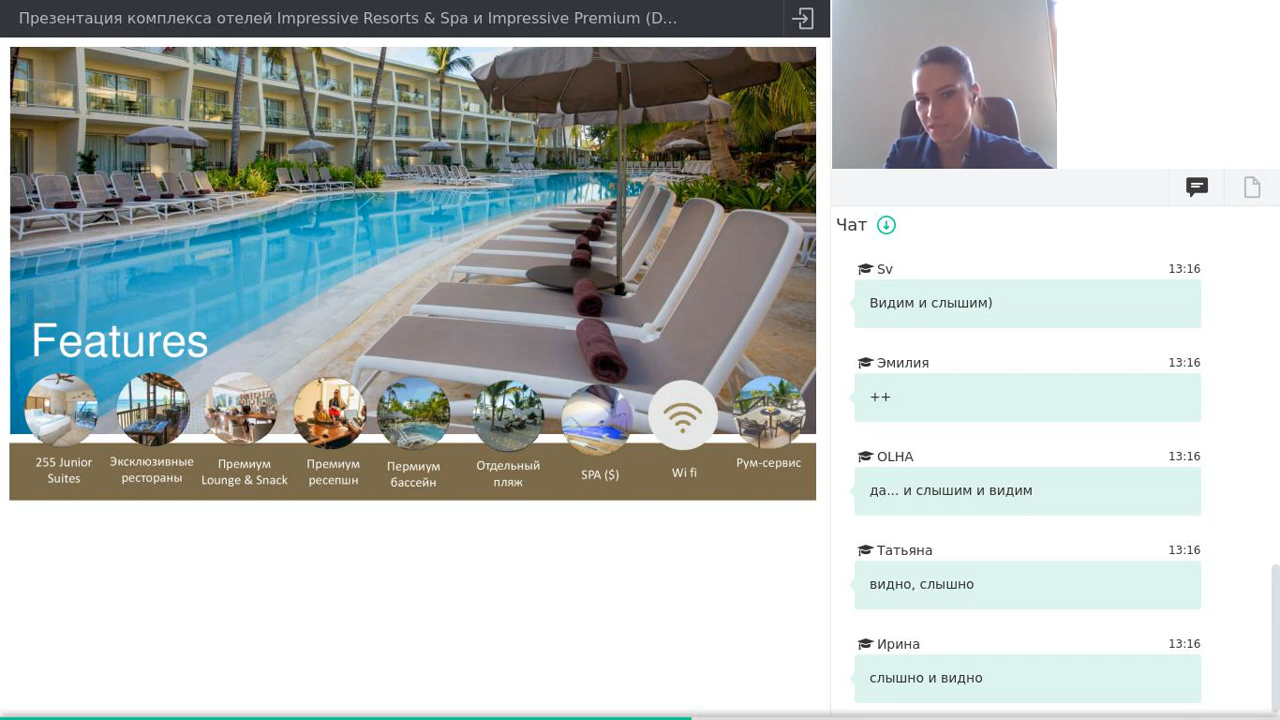 Презентация комплекса отелей Impressive Resorts & Spa и Impressive Premium (D...
Features
255 Junior
Suites
Эксклюзивные
рестораны
Премиум
Lounge & Snack
Премиум
ресепшн
Пермиум
бассейн
Отдельный
пляж
SPA ($)
Wi fi
Рум-сервис
Чат
Sv 13:16
Видим и слышим)
Эмилия 13:16
++
OLHA 13:16
да... и слышим и видим
Татьяна 13:16
видно, слышно
Ирина 13:16
слышно и видно